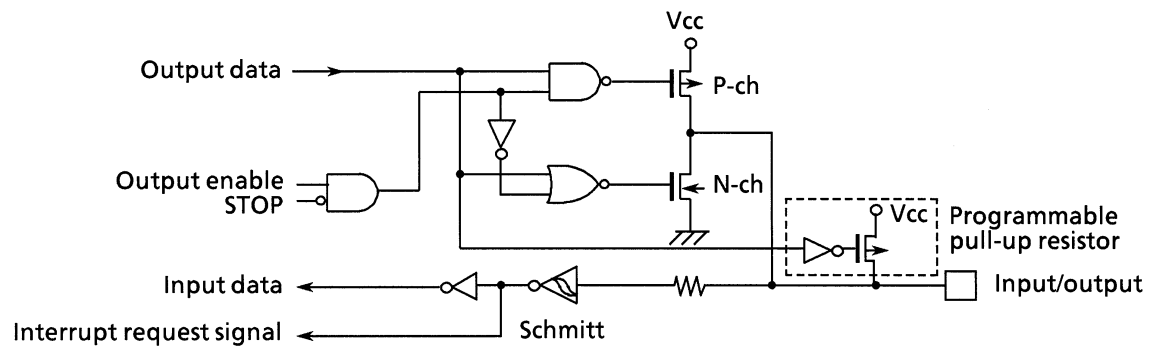 Vcc
Output data
P-ch
Output enable
STOP
N-ch
Vcc
Programmable
pull-up resistor
Input data
Input/output
Interrupt request signal
Schmitt